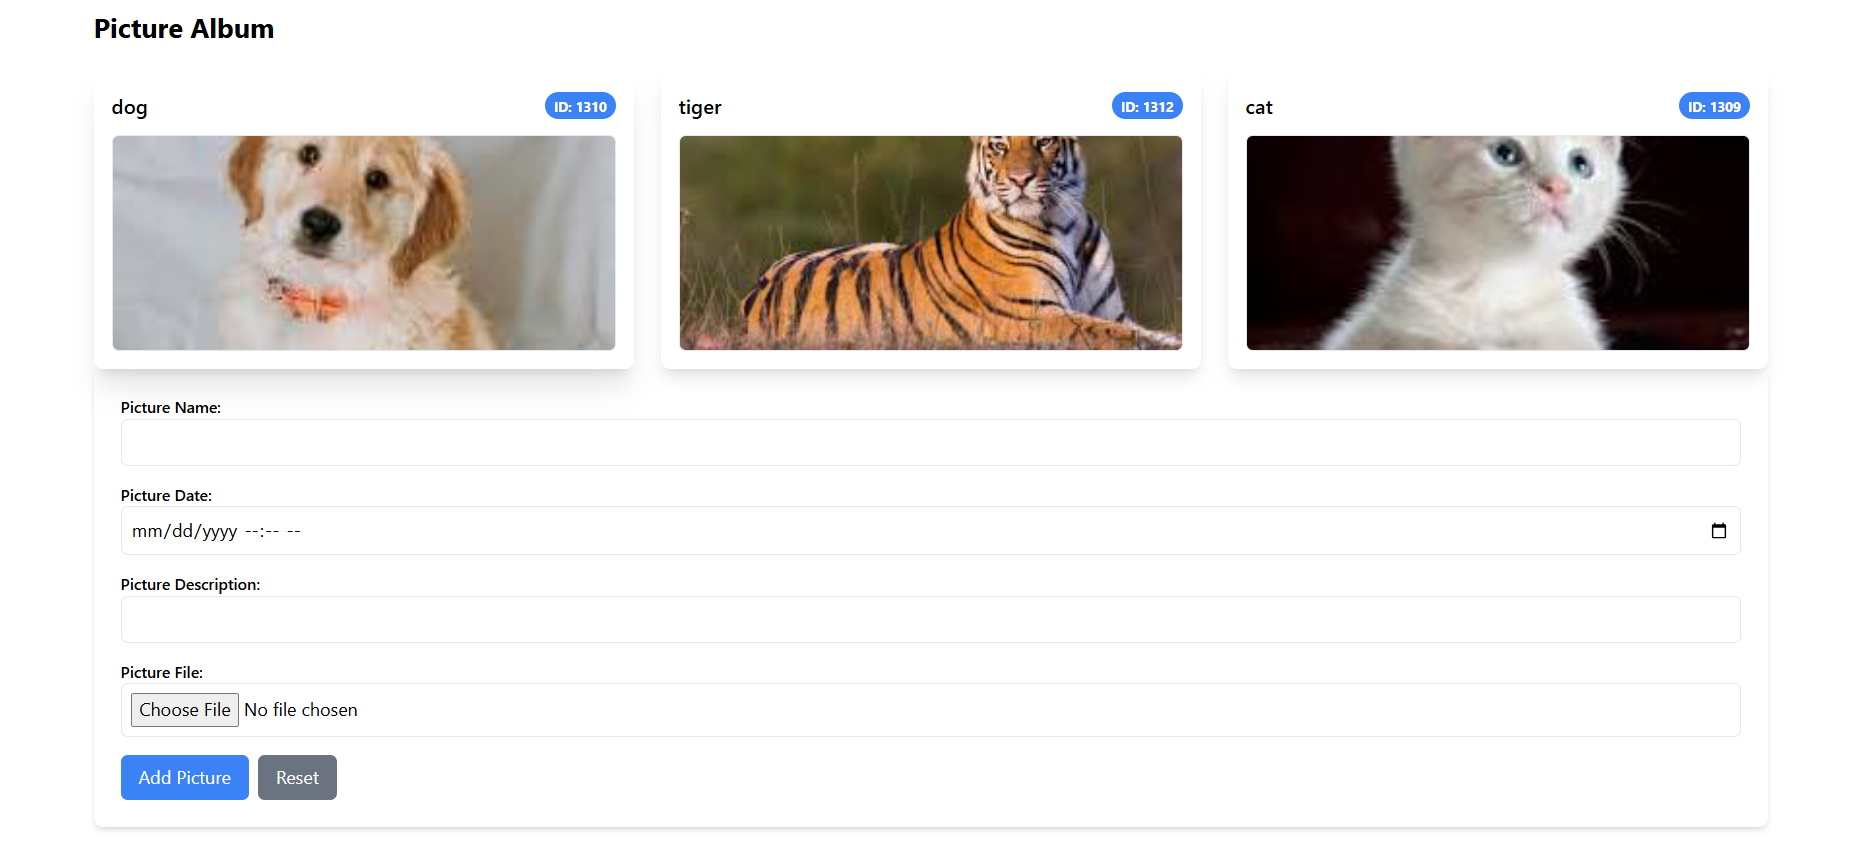 Picture Album
dog
ID: 1310
tiger
ID: 1312
cat
ID: 1309
Picture Name:
Picture Date:
mm/dd/yyyy --:-- --
Picture Description:
Picture File:
Choose File No file chosen
Add Picture
Reset